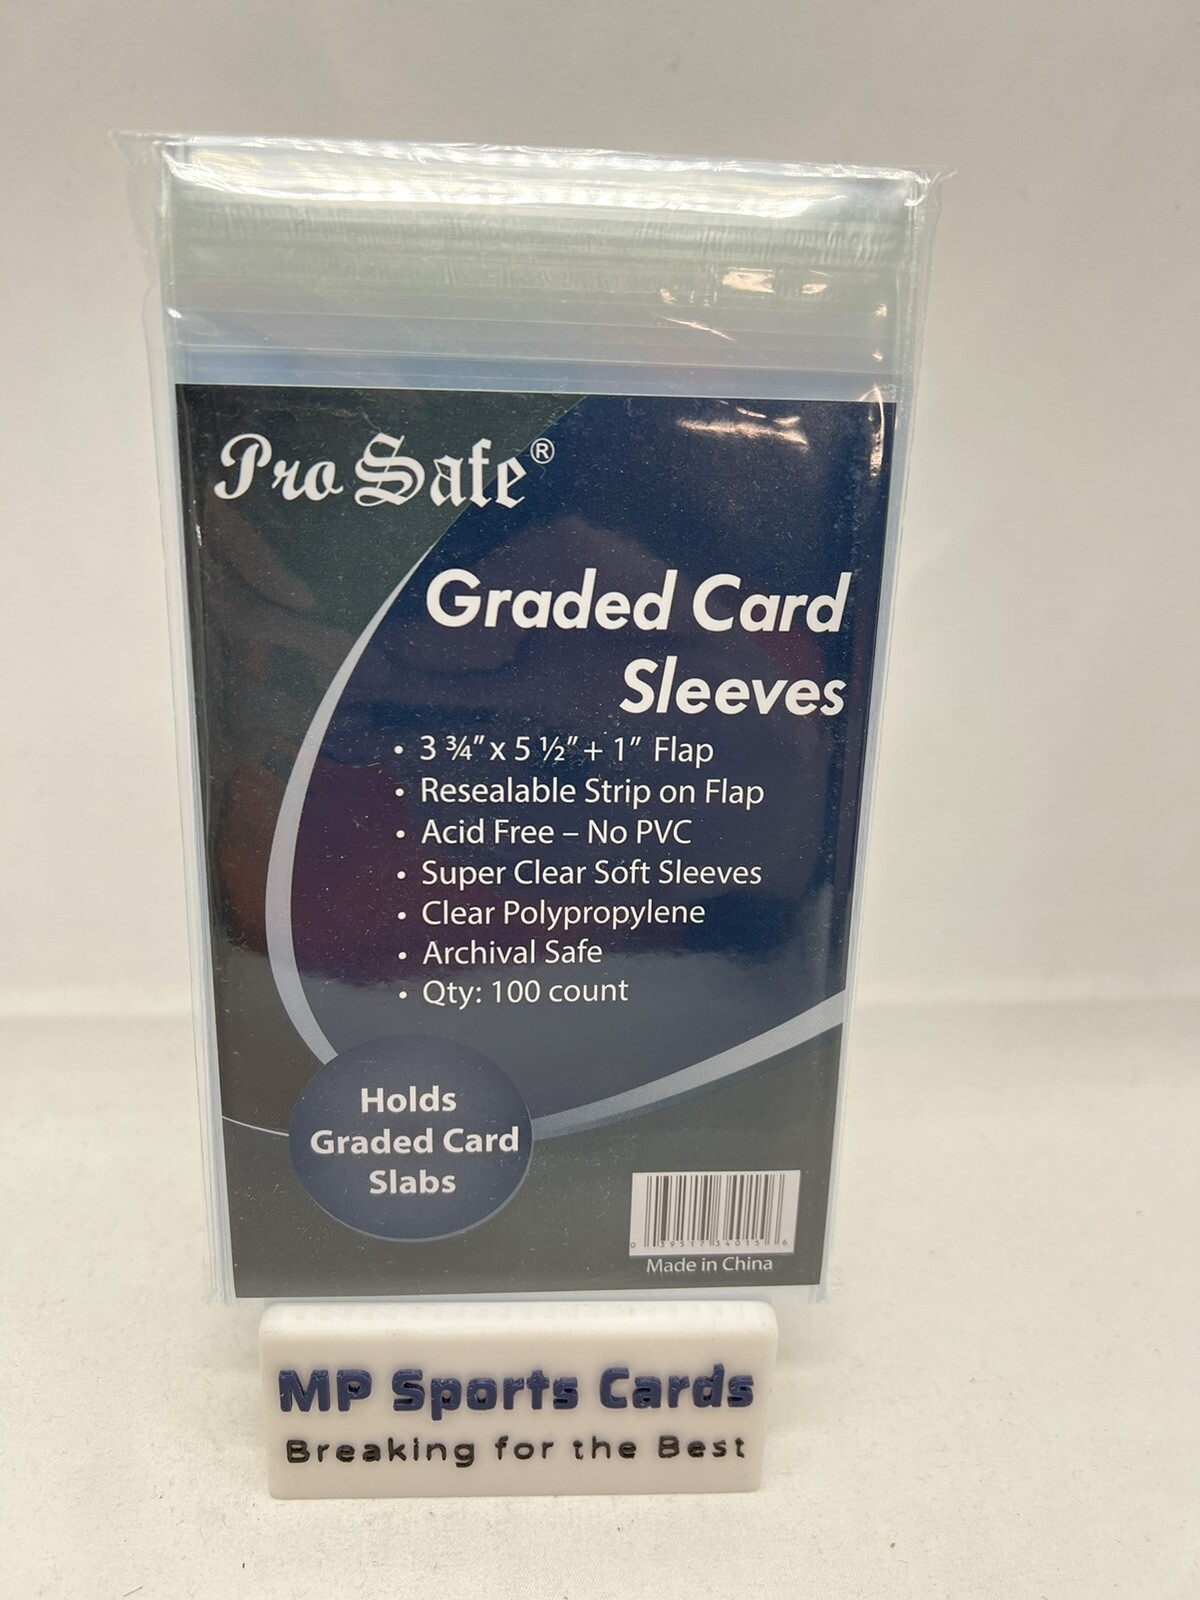 Pro Safe®
Graded Card
Sleeves
• 3 ¾” x 5 ½” + 1” Flap
• Resealable Strip on Flap
• Acid Free – No PVC
• Super Clear Soft Sleeves
• Clear Polypropylene
• Archival Safe
• Qty: 100 count
Holds
Graded Card
Slabs
Made in China
MP Sports Cards
Breaking for the Best